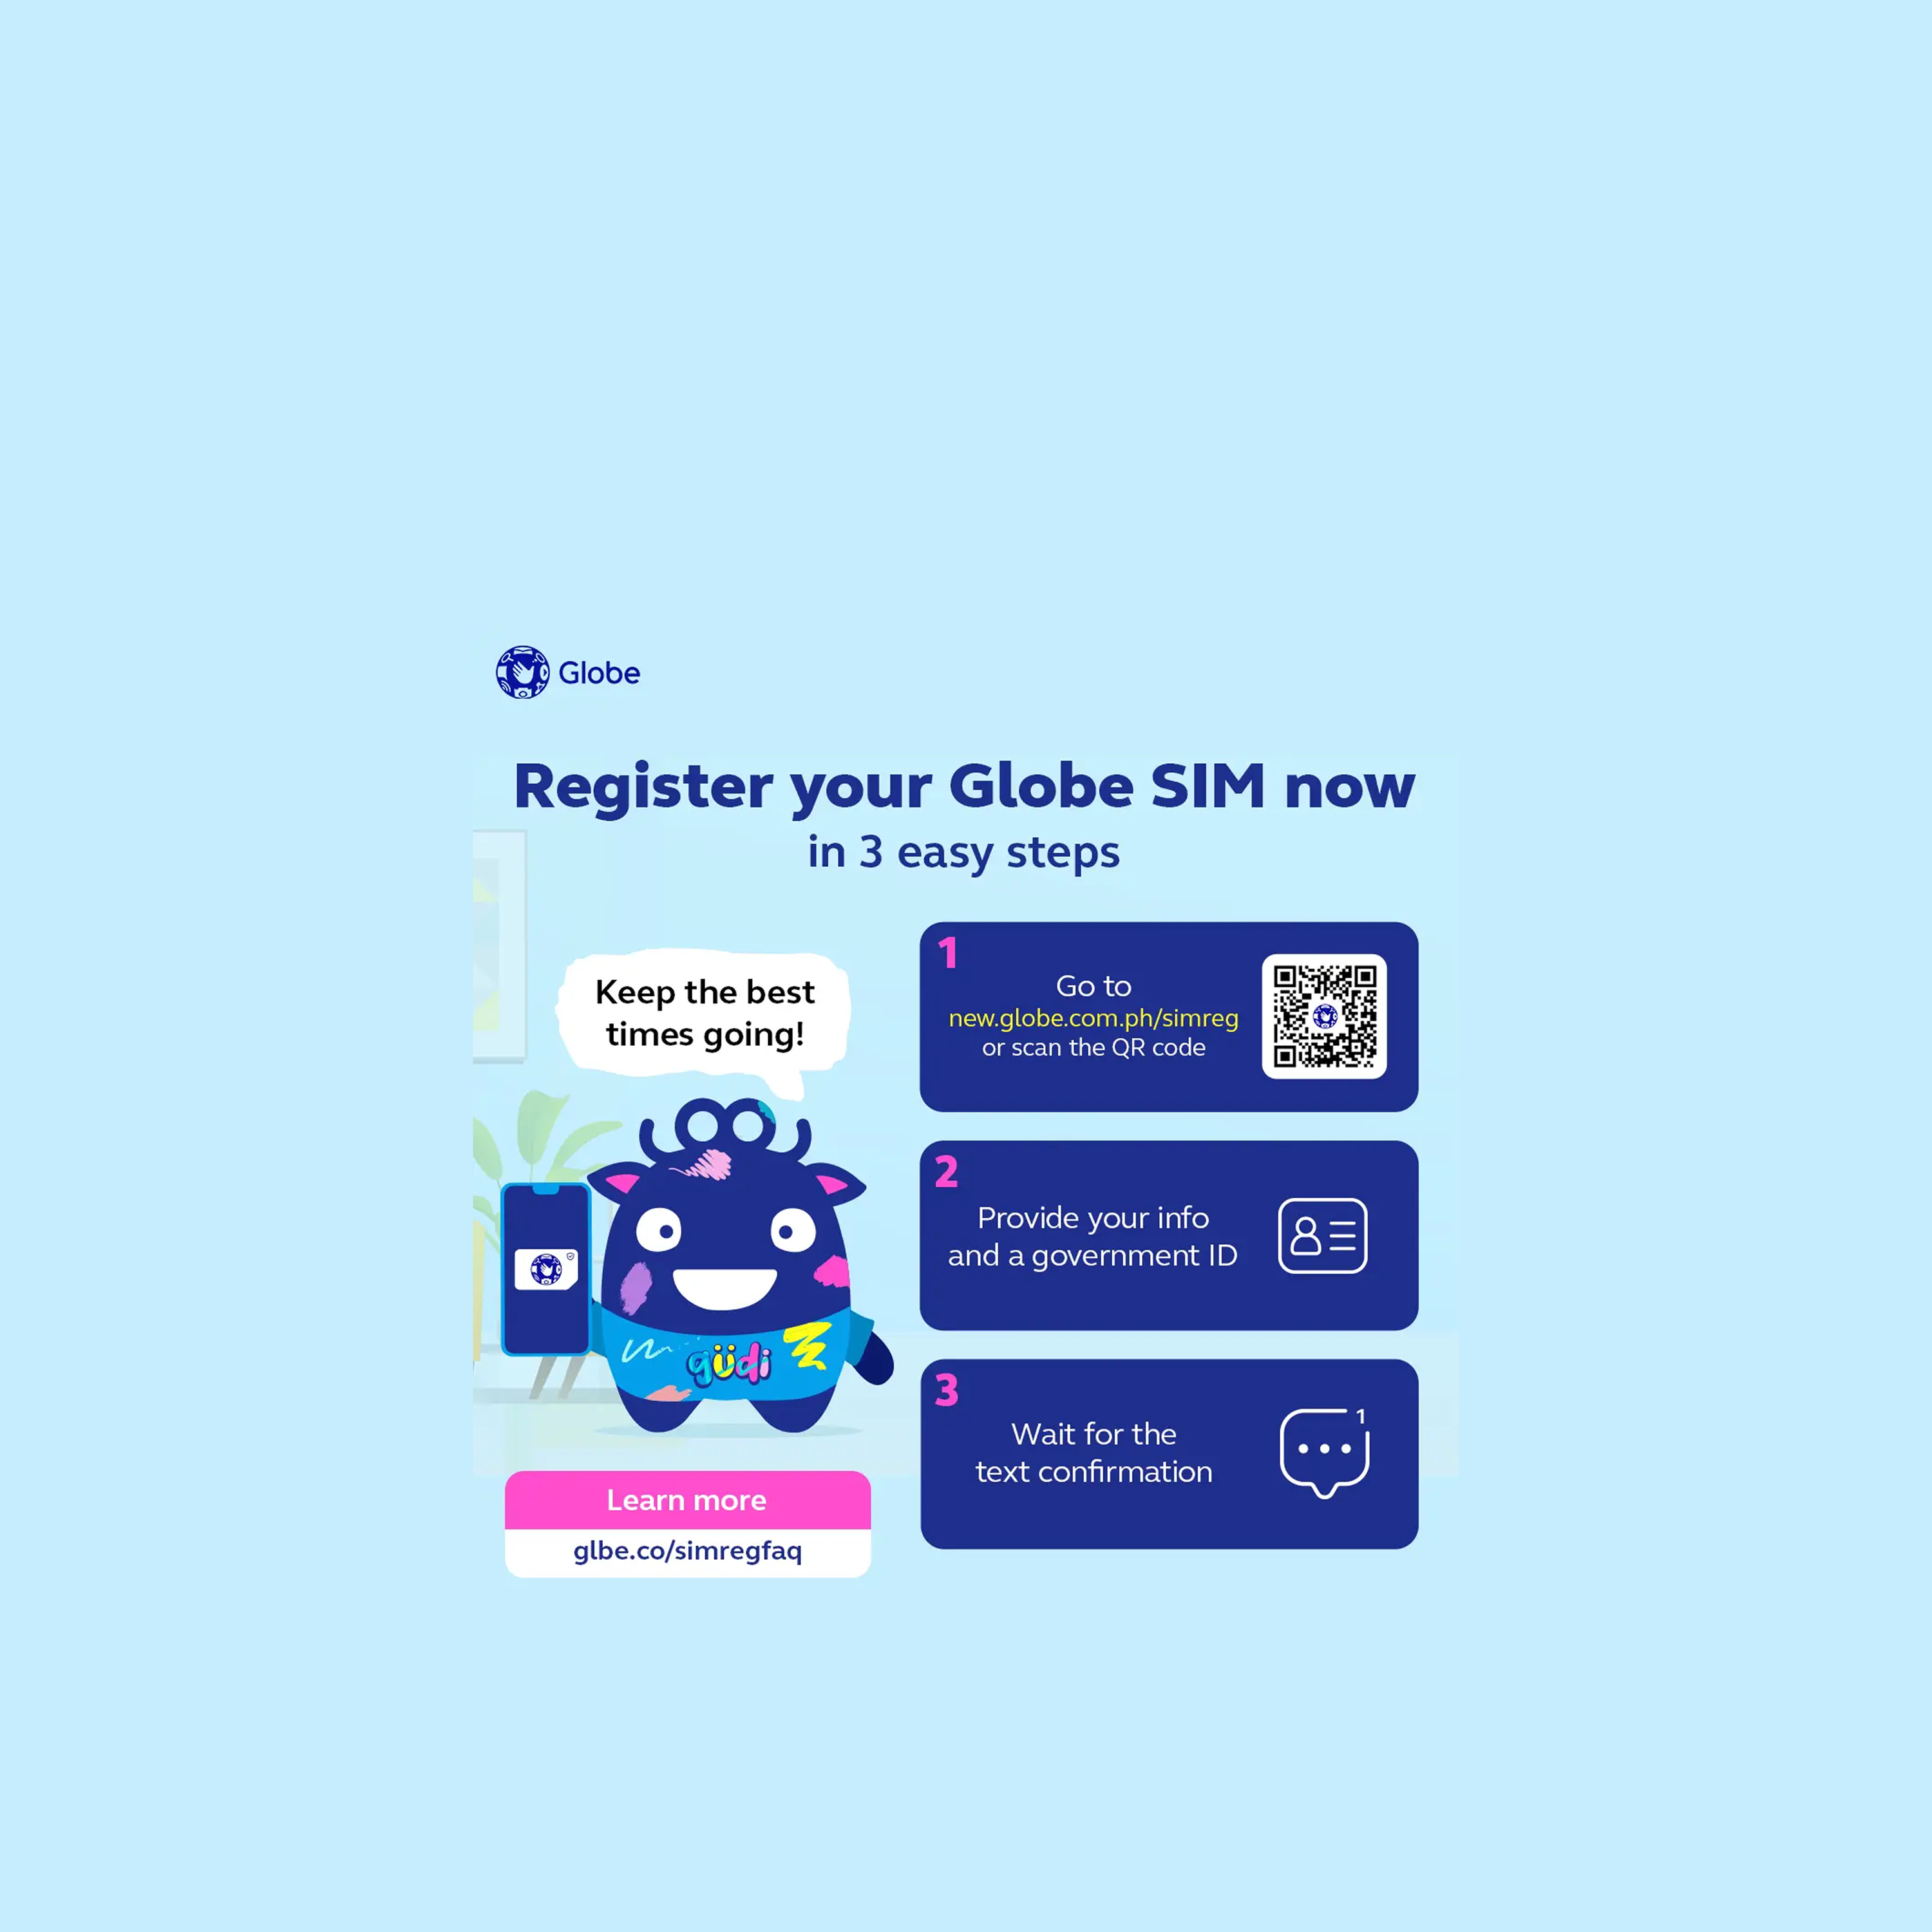 Globe
Register your Globe SIM now
in 3 easy steps
Keep the best
times going!
güdi
Learn more
glbe.co/simregfaq
1
Go to
new.globe.com.ph/simreg
or scan the QR code
2
Provide your info
and a government ID
3
Wait for the
text confirmation
1